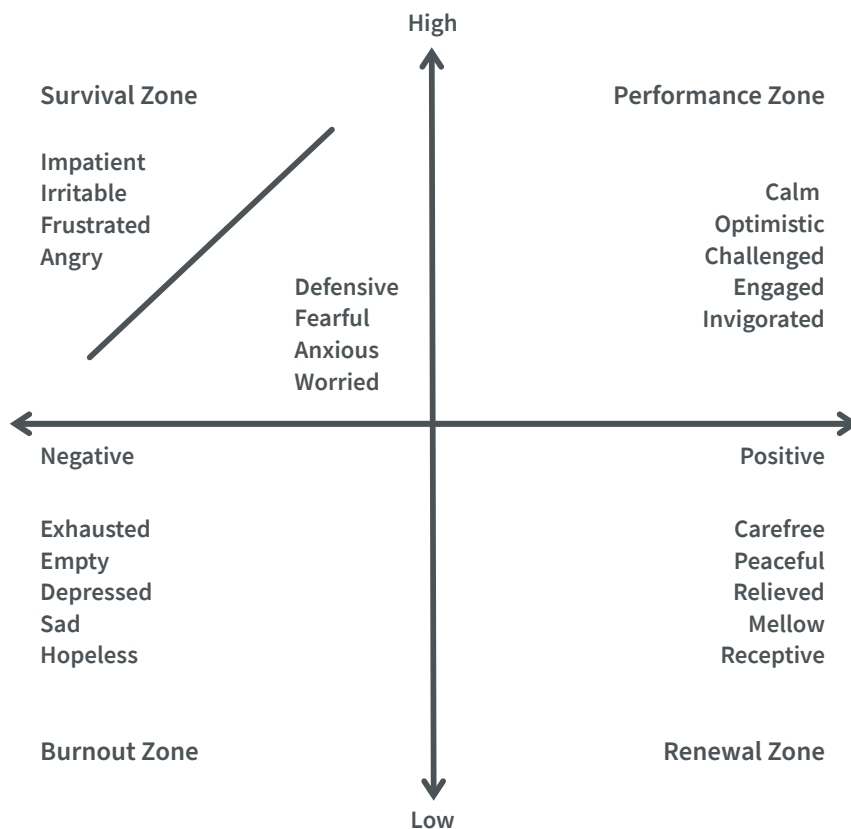 High
Survival Zone
Performance Zone
Impatient
Irritable
Frustrated
Angry
Defensive
Fearful
Anxious
Worried
Calm
Optimistic
Challenged
Engaged
Invigorated
Negative
Positive
Exhausted
Empty
Depressed
Sad
Hopeless
Carefree
Peaceful
Relieved
Mellow
Receptive
Burnout Zone
Renewal Zone
Low